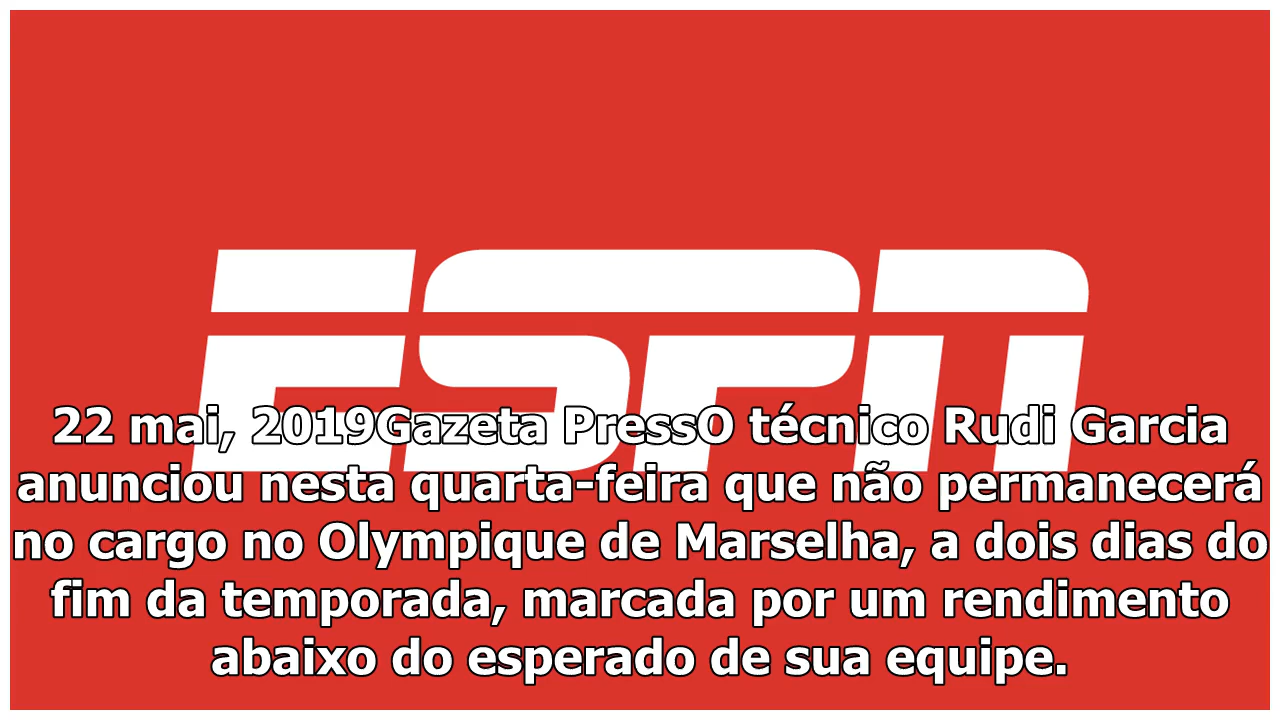 ESPN
22 mai, 2019Gazeta PressO técnico Rudi Garcia
anunciou nesta quarta-feira que não permanecerá
no cargo no Olympique de Marselha, a dois dias do
fim da temporada, marcada por um rendimento
abaixo do esperado de sua equipe.